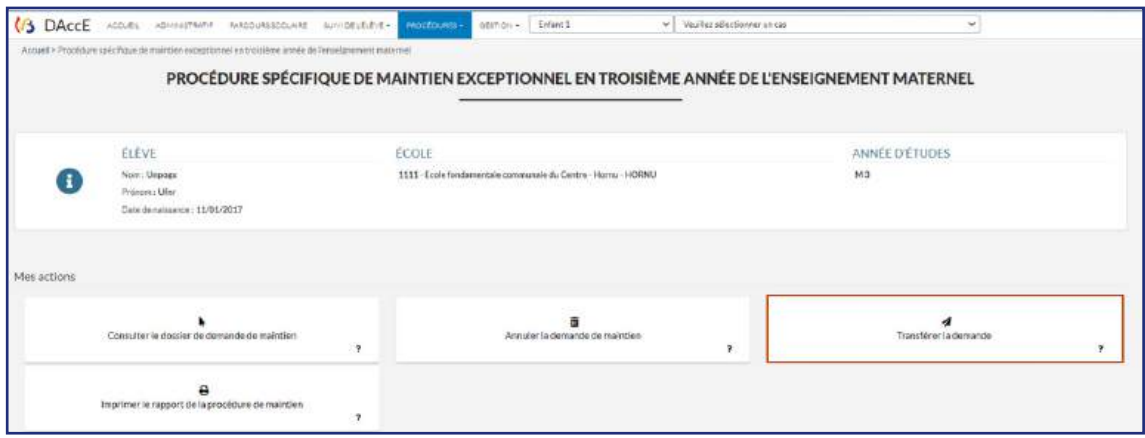 DAccE ACCUEIL ADMINISTRATIF PARCOURS SCOLAIRE SUIVI DE L'ÉLÈVE PROCÉDURES GESTION Enfant 1 Veuillez sélectionner un cas
Accueil > Procédure spécifique de maintien exceptionnel en troisième année de l'enseignement maternel
PROCÉDURE SPÉCIFIQUE DE MAINTIEN EXCEPTIONNEL EN TROISIÈME ANNÉE DE L'ENSEIGNEMENT MATERNEL
ÉLÈVE ÉCOLE ANNÉE D'ÉTUDES
Nom : Unpaga 1111 - Ecole fondamentale communale du Centre - Hornu - HORNU M3
Prénom : Ulier
Date de naissance : 11/01/2017
Mes actions
Consulter le dossier de demande de maintien ?
Annuler la demande de maintien ?
Transférer la demande ?
Imprimer le rapport de la procédure de maintien ?